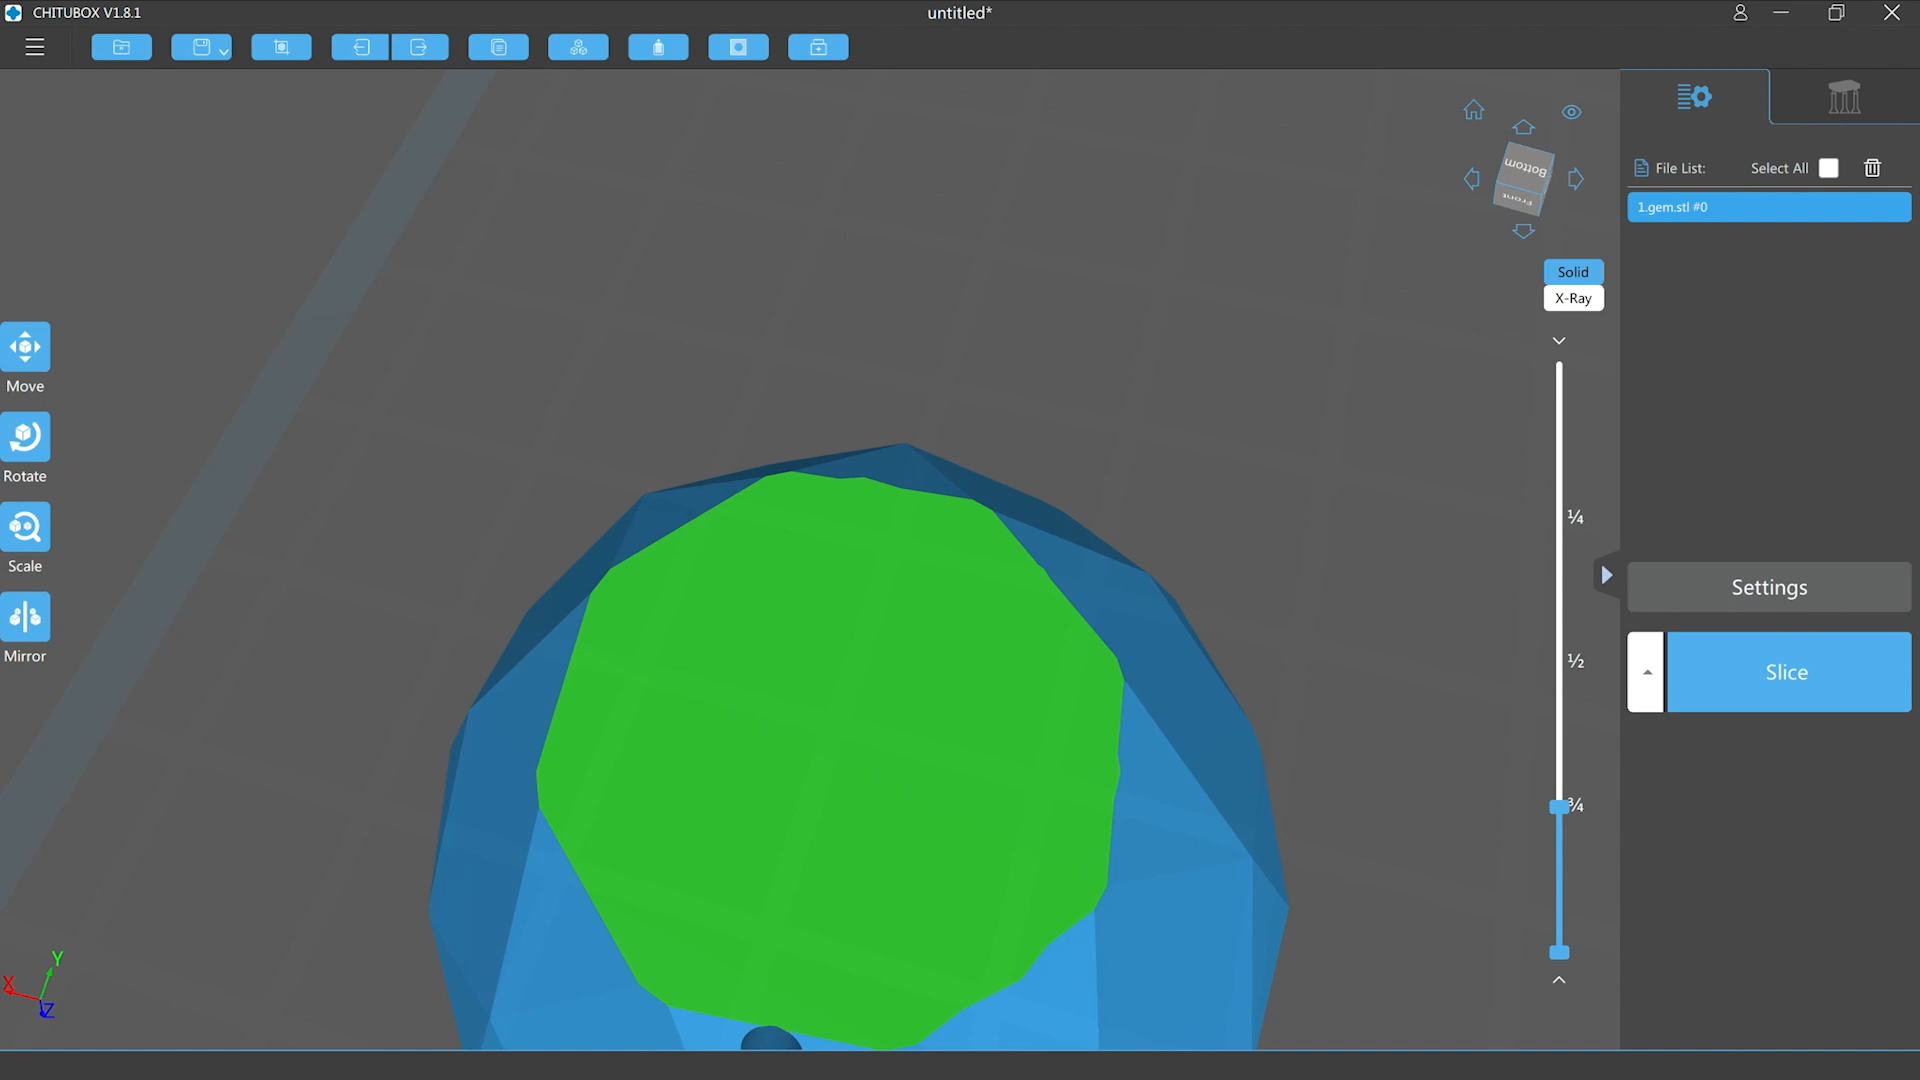 CHITUBOX V1.8.1
untitled*
Bottom
Front
Solid
X-Ray
¼
½
¾
Move
Rotate
Scale
Mirror
File List:
Select All
1.gem.stl #0
Settings
Slice
Y
X
Z